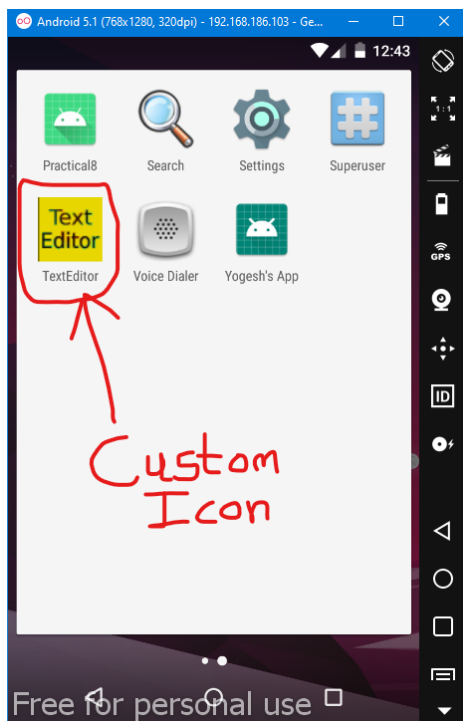 Android 5.1 (768x1280, 320dpi) - 192.168.186.103 - Ge...
12:43
1:1
Practical8 Search Settings Superuser
Text
Editor
TextEditor Voice Dialer Yogesh's App
GPS
ID
Custom
Icon
Free for personal use